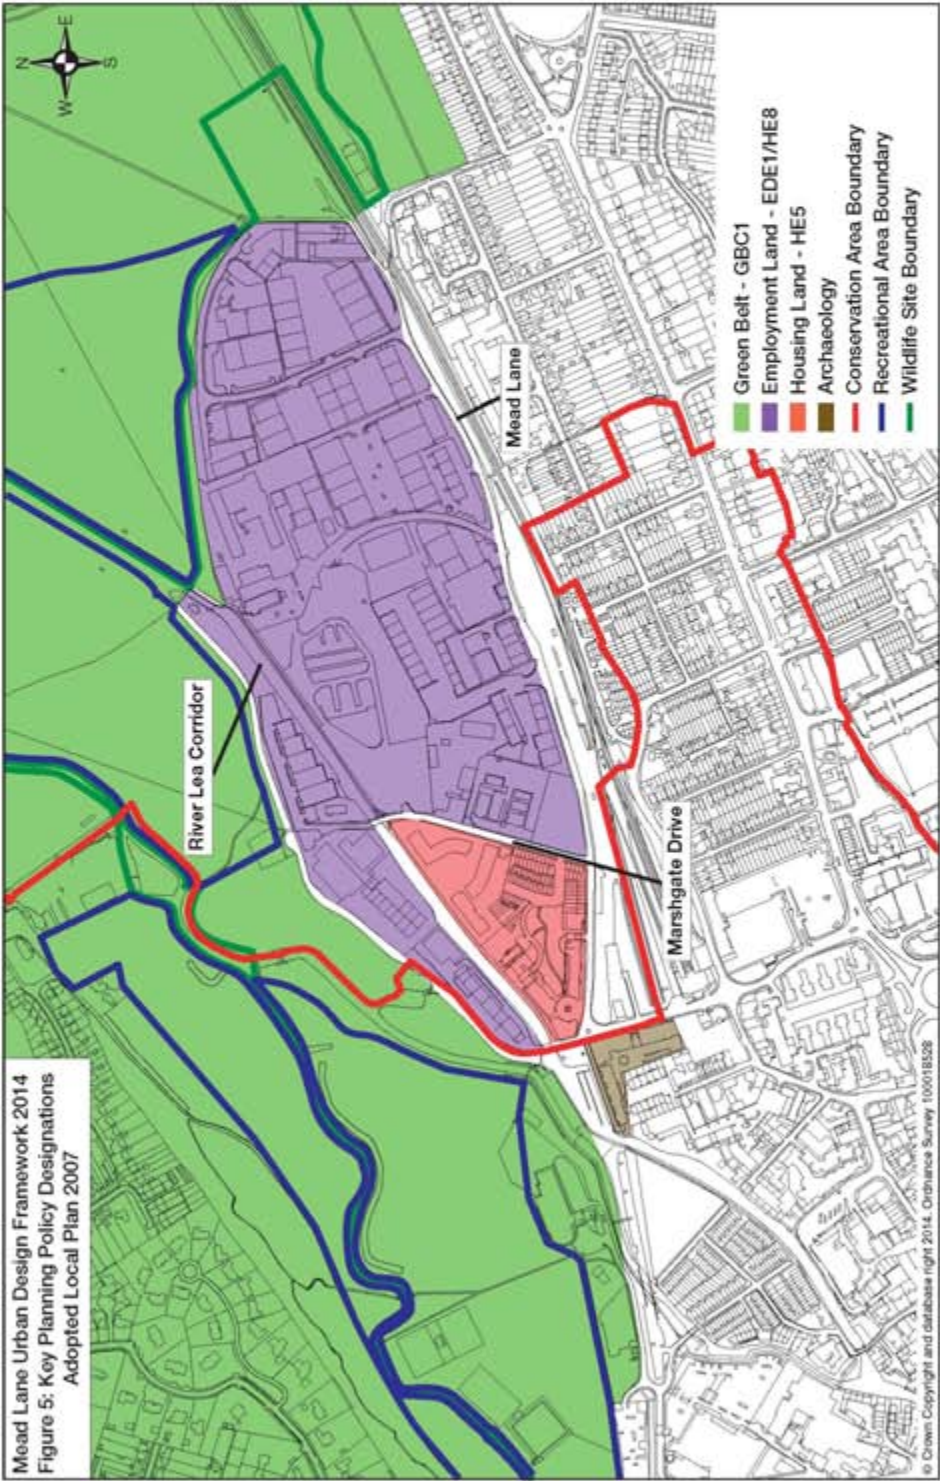 Mead Lane Urban Design Framework 2014
Figure 5: Key Planning Policy Designations
Adopted Local Plan 2007
N
E
S
W
River Lea Corridor
Mead Lane
Marshgate Drive
Green Belt - GBC1
Employment Land - EDE1/HE8
Housing Land - HE5
Archaeology
Conservation Area Boundary
Recreational Area Boundary
Wildlife Site Boundary
© Crown Copyright and database right 2014. Ordnance Survey 100018528